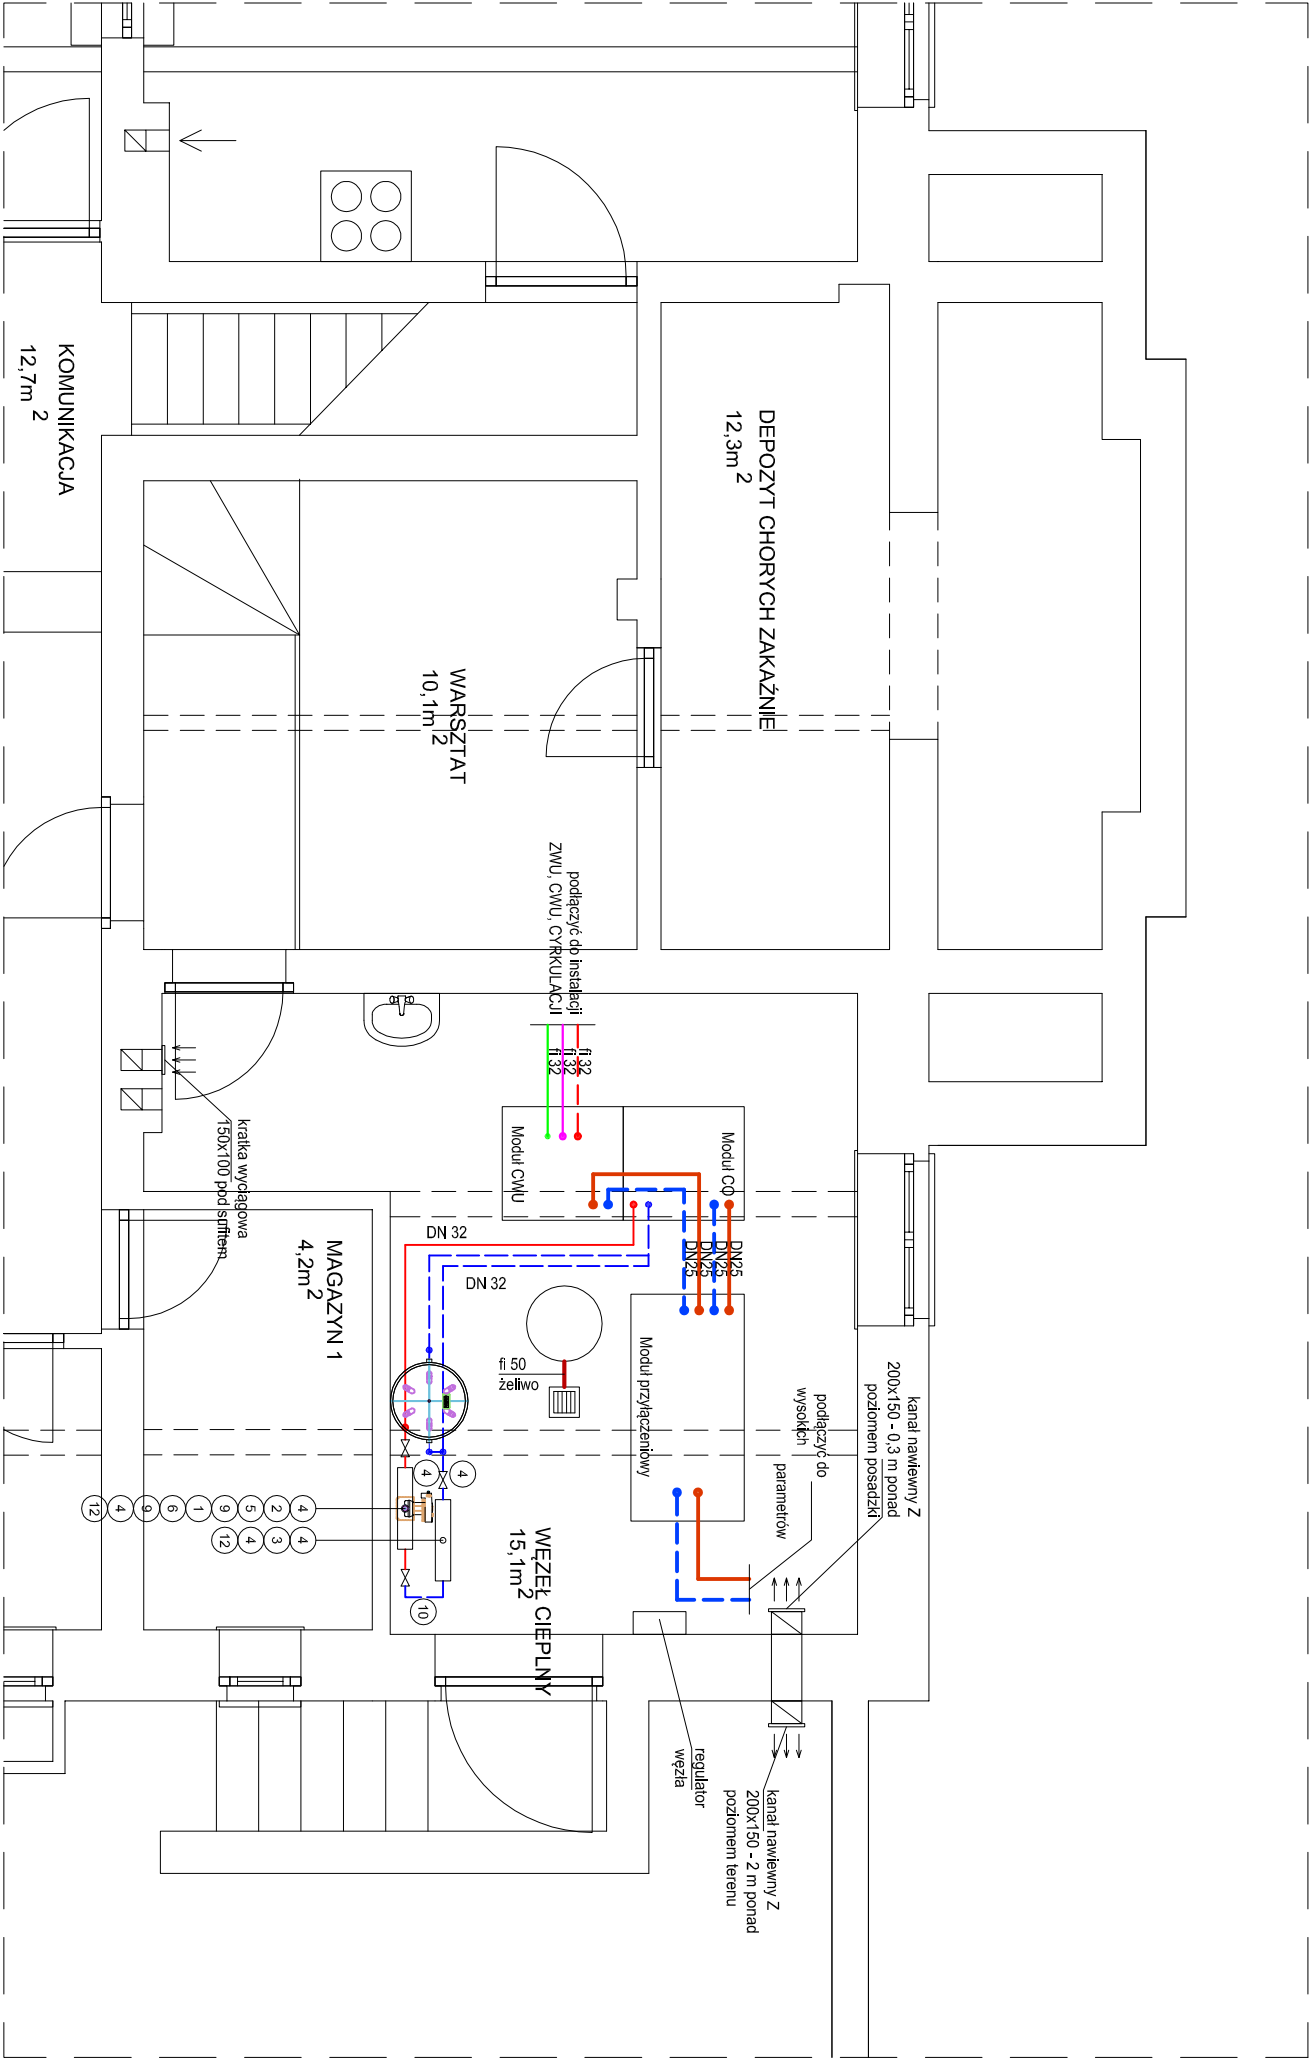 KOMUNIKACJA
12,7m 2
DEPOZYT CHORYCH ZAKAŹNIE
12,3m 2
WARSZTAT
10,1m 2
podłączyć do instalacji
ZWU, CWU, CYRKULACJI
fi 32
fi 32
fi 32
Moduł CWU
Moduł CO
kratka wyciągowa
150x100 pod sufitem
MAGAZYN 1
4,2m 2
DN 32
DN 32
DN25
DN25
DN25
DN25
fi 50
żeliwo
Moduł przyłączeniowy
podłączyć do
wysokich
parametrów
kanał nawiewny Z
200x150 - 0,3 m ponad
poziomem posadzki
WĘZEŁ CIEPLNY
15,1m 2
4
4
4
2
5
9
1
6
9
4
12
4
3
4
12
10
regulator
węzła
kanał nawiewny Z
200x150 - 2 m ponad
poziomem terenu